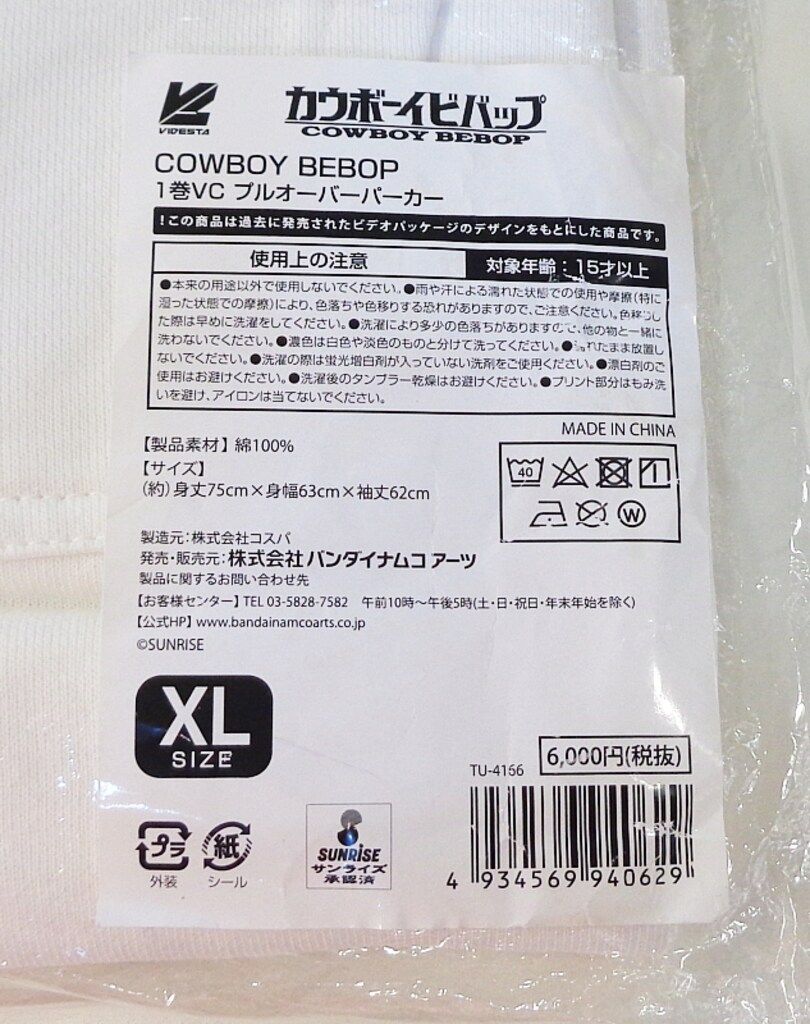 VIDESTA
カウボーイビバップ
COWBOY BEBOP
COWBOY BEBOP
1巻VC プルオーバーパーカー
!この商品は過去に発売されたビデオパッケージのデザインをもとにした商品です。
使用上の注意
対象年齢:15才以上
●本来の用途以外で使用しないでください。●雨や汗による濡れた状態での使用や摩擦(特に
湿った状態での摩擦)により、色落ちや色移りする恐れがありますので、ご注意ください。色移りし
た際は早めに洗濯をしてください。●洗濯により多少の色落ちがありますので、他の物と一緒に
洗わないでください。●濃色は白色や淡色のものと分けて洗ってください。●ぬれたまま放置し
ないでください。●洗濯の際は蛍光増白剤が入っていない洗剤をご使用ください。●漂白剤のご
使用はお避けください。●洗濯後のタンブラー乾燥はお避けください。●プリント部分はもみ洗
いを避け、アイロンは当てないでください。
MADE IN CHINA
【製品素材】綿100%
【サイズ】
(約)身丈75cm×身幅63cm×袖丈62cm
40
W
製造元:株式会社コスパ
発売・販売元:株式会社バンダイナムコアーツ
製品に関するお問い合わせ先
【お客様センター】TEL 03-5828-7582 午前10時~午後5時(土・日・祝日・年末年始を除く)
【公式HP】www.bandainamcoarts.co.jp
©SUNRISE
XL
SIZE
TU-4156
6,000円(税抜)
プラ
外装
紙
シール
SUNRISE
サンライズ
承認済
4 934569 940629